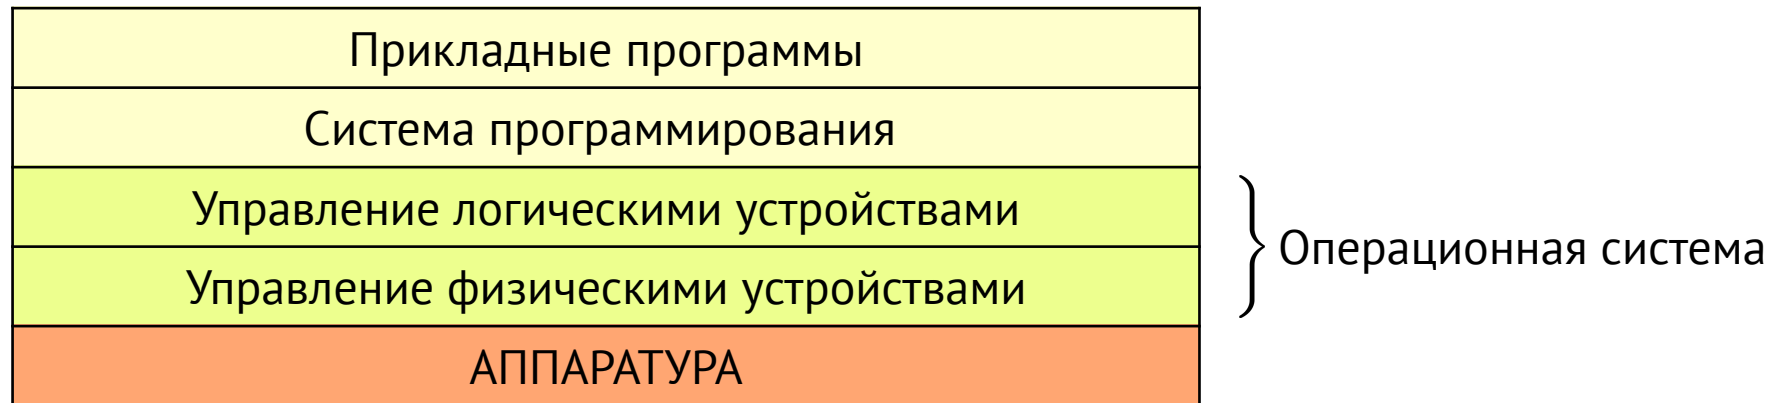 Прикладные программы
Система программирования
Управление логическими устройствами
Операционная система
Управление физическими устройствами
АППАРАТУРА